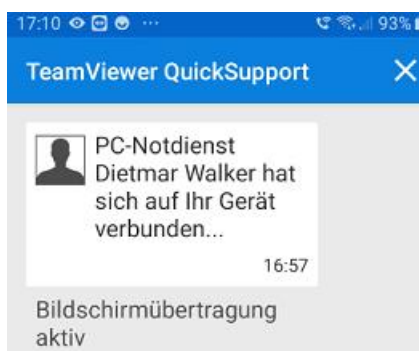 17:10 ... 93%
TeamViewer QuickSupport
PC-Notdienst
Dietmar Walker hat
sich auf Ihr Gerät
verbunden...
16:57
Bildschirmübertragung
aktiv